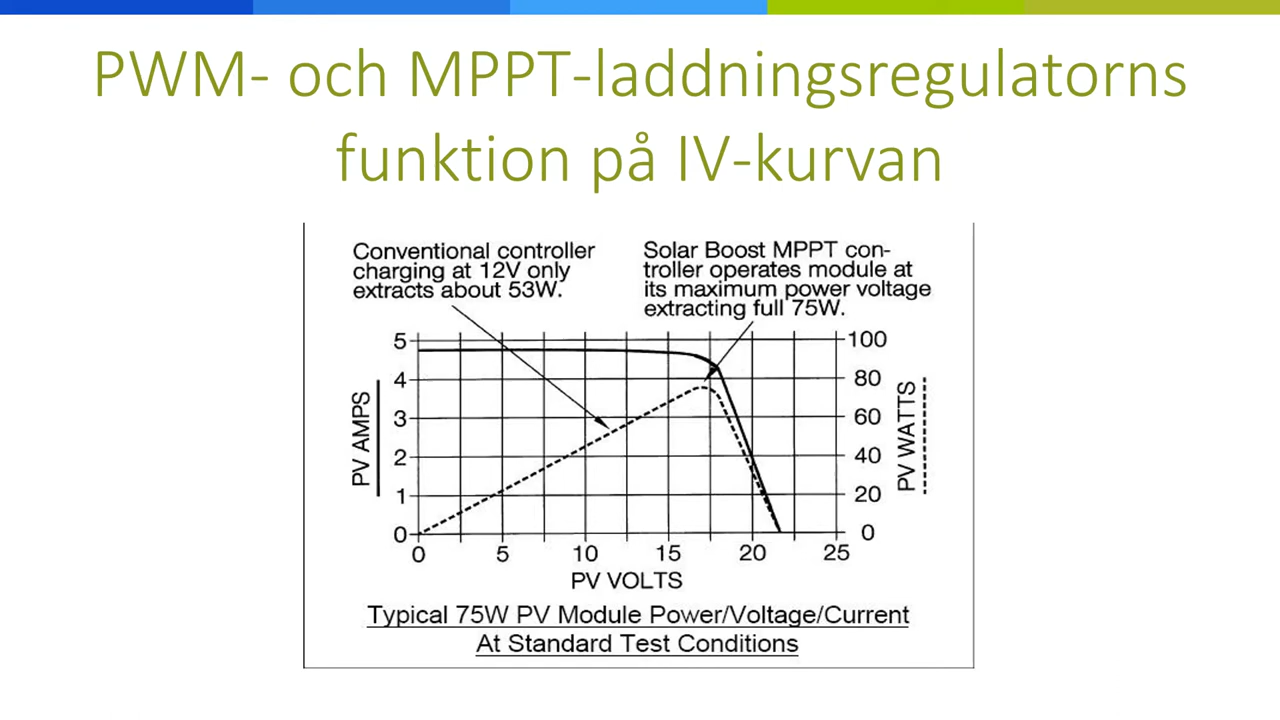 PWM- och MPPT-laddningsregulatorns
funktion på IV-kurvan
Conventional controller
charging at 12V only
extracts about 53W.
Solar Boost MPPT con-
troller operates module at
its maximum power voltage
extracting full 75W.
5
4
3
2
1
0
PV AMPS
100
80
60
40
20
0
PV WATTS
0 5 10 15 20 25
PV VOLTS
Typical 75W PV Module Power/Voltage/Current
At Standard Test Conditions